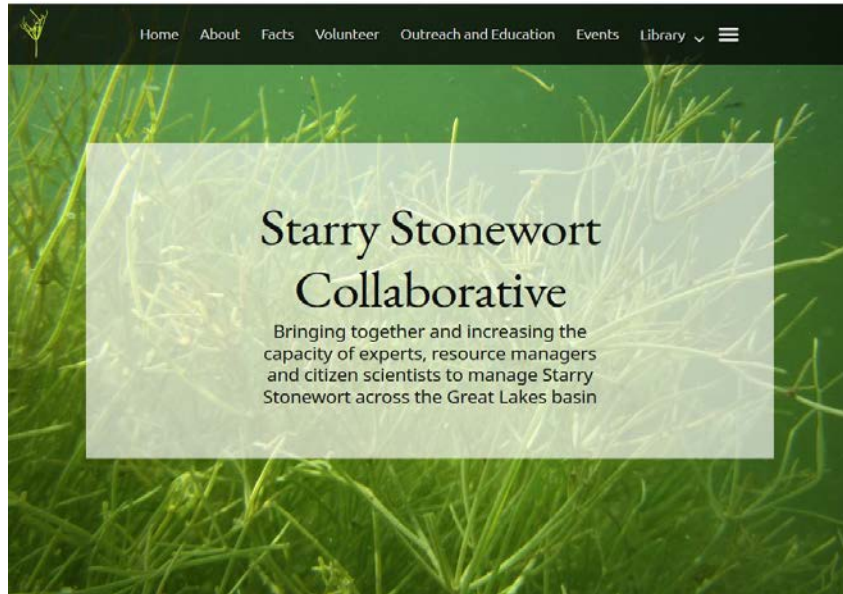 Home About Facts Volunteer Outreach and Education Events Library
Starry Stonewort
Collaborative
Bringing together and increasing the
capacity of experts, resource managers
and citizen scientists to manage Starry
Stonewort across the Great Lakes basin